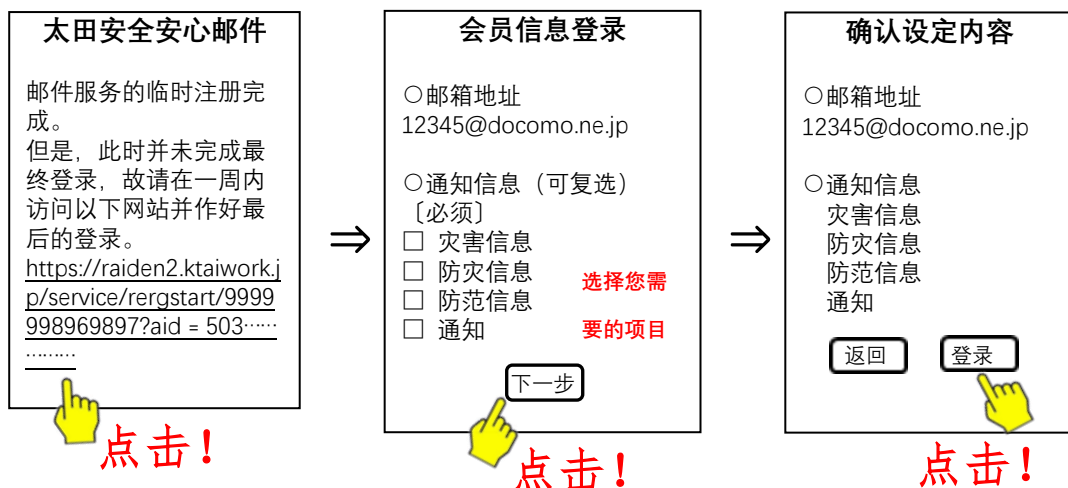 太田安全安心邮件
邮件服务的临时注册完
成。
但是，此时并未完成最
终登录，故请在一周内
访问以下网站并作好最
后的登录。
https://raiden2.ktaiwork.j
p/service/rergstart/9999
998969897?aid = 503……
………
点击！
⇒
会员信息登录
○邮箱地址
12345@docomo.ne.jp
○通知信息（可复选）
〔必须〕
□ 灾害信息
□ 防灾信息
□ 防范信息
□ 通知
选择您需
要的项目
下一步
点击！
⇒
确认设定内容
○邮箱地址
12345@docomo.ne.jp
○通知信息
灾害信息
防灾信息
防范信息
通知
返回 登录
点击！